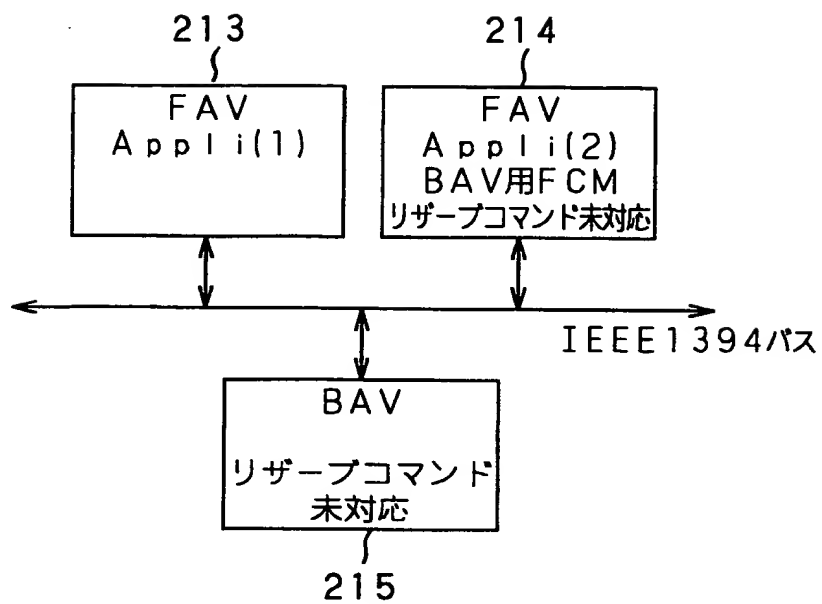 213
FAV
Appli(1)
214
FAV
Appli(2)
BAV用FCM
リザーブコマンド未対応
IEEE1394バス
BAV
リザーブコマンド
未対応
215